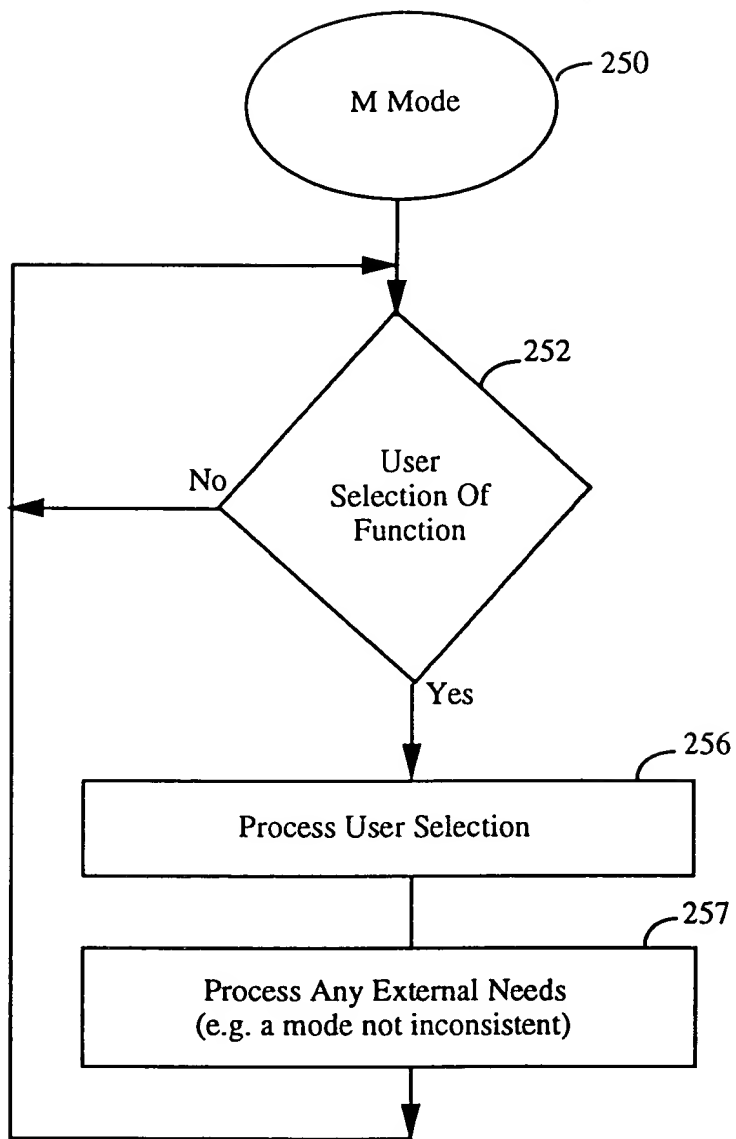 250
M Mode
252
No
User
Selection Of
Function
Yes
256
Process User Selection
257
Process Any External Needs
(e.g. a mode not inconsistent)